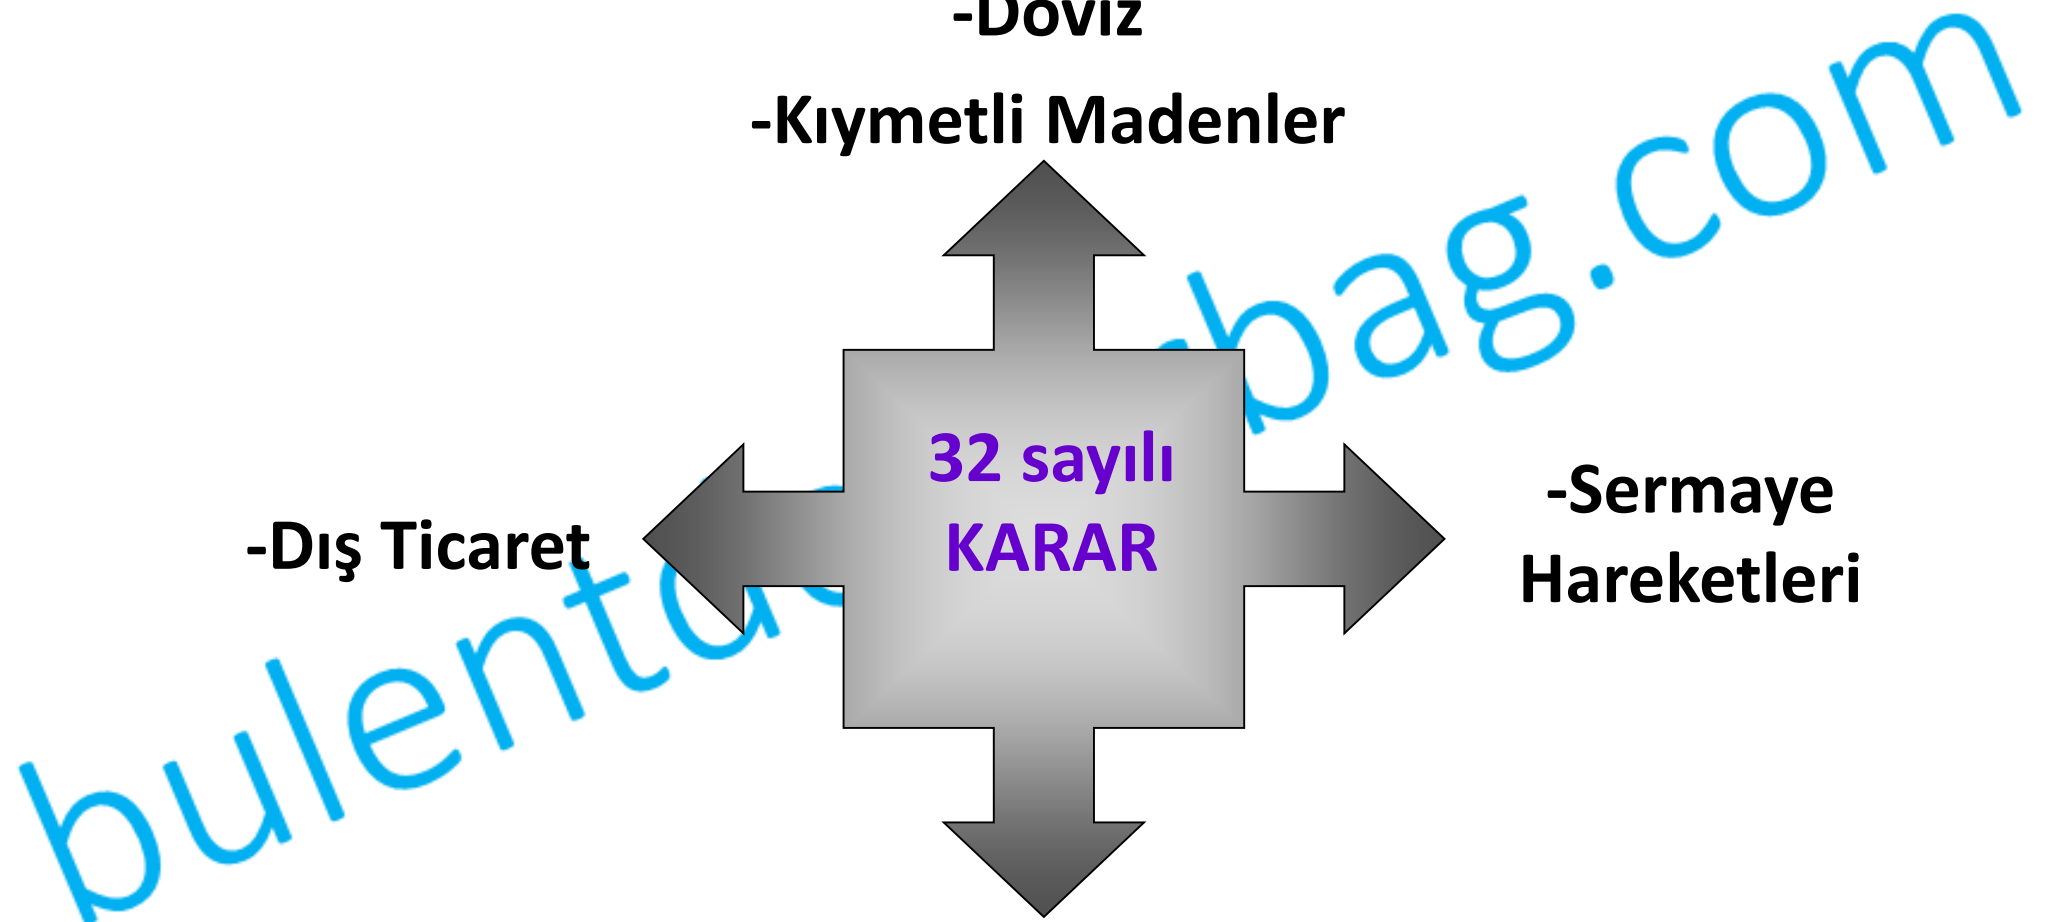 -Döviz
-Kıymetli Madenler
32 sayılı
KARAR
-Dış Ticaret
-Sermaye
Hareketleri